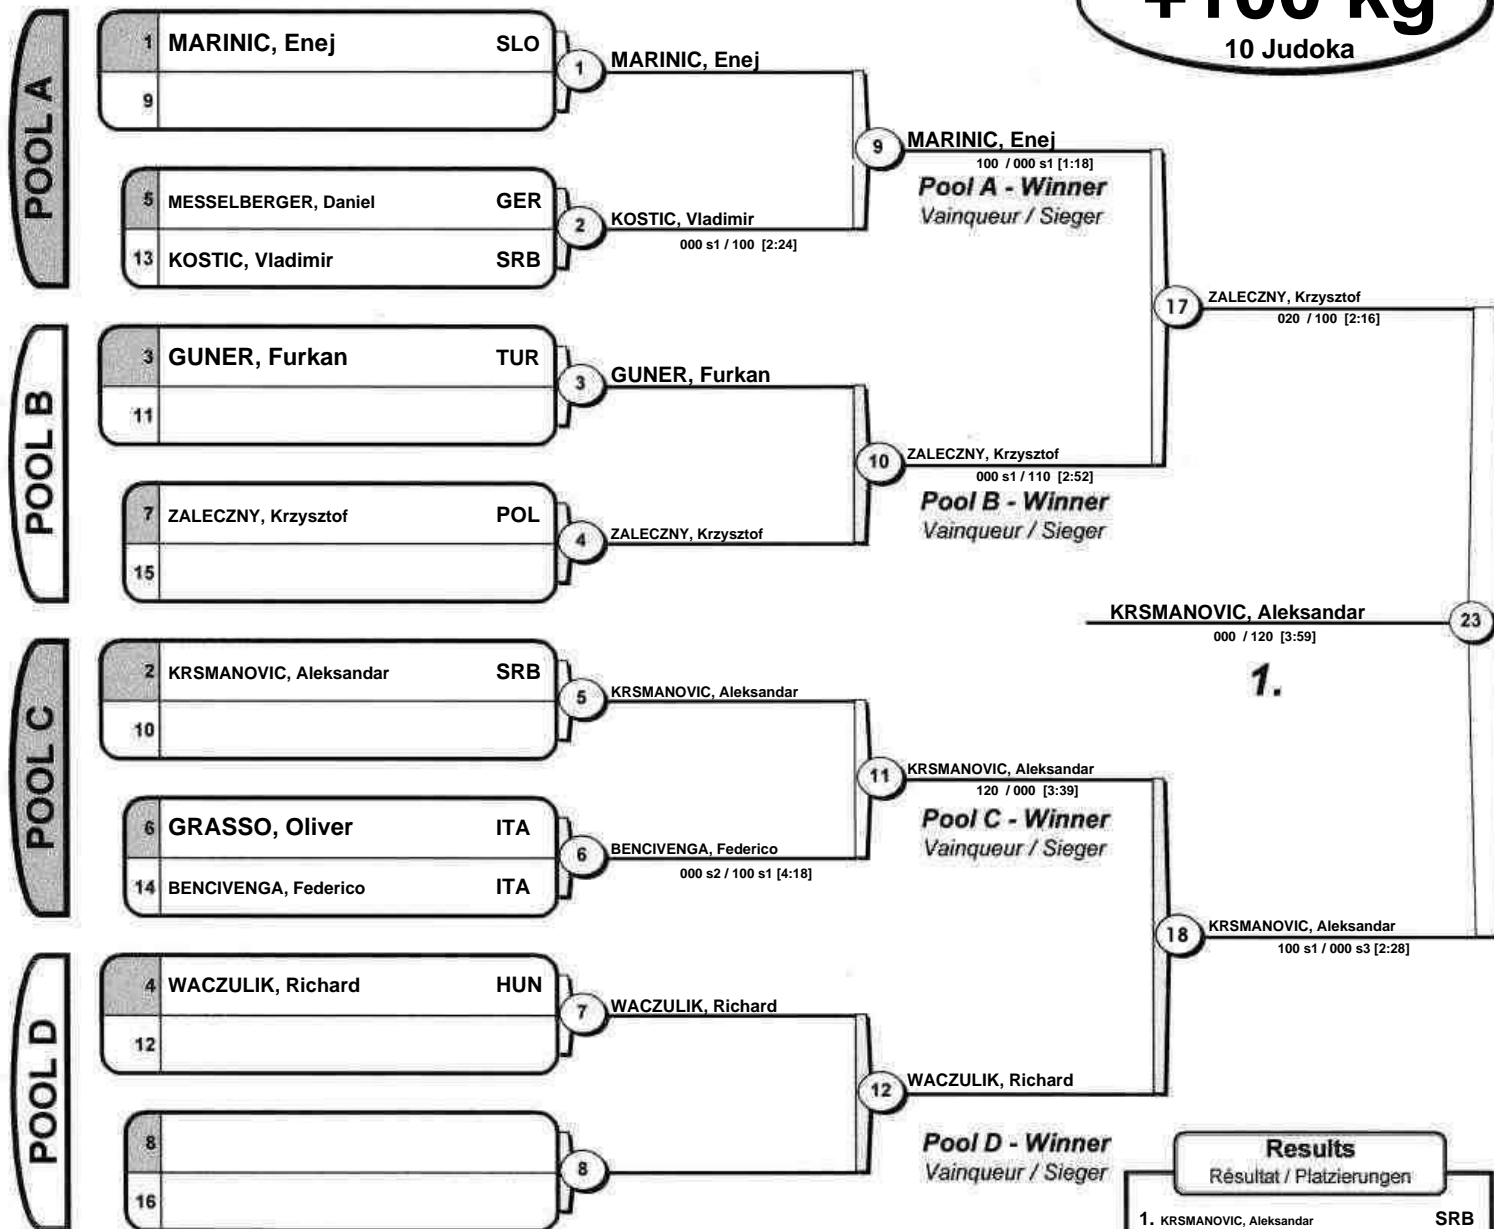 +100 kg
10 Judoka
POOL A
1 MARINIC, Enej SLO
9
5 MESSELBERGER, Daniel GER
13 KOSTIC, Vladimir SRB
1 MARINIC, Enej
2 KOSTIC, Vladimir
000 s1 / 100 [2:24]
9 MARINIC, Enej
100 / 000 s1 [1:18]
Pool A - Winner
Vainqueur / Sieger
POOL B
3 GUNER, Furkan TUR
11
7 ZALECZNY, Krzysztof POL
15
3 GUNER, Furkan
4 ZALECZNY, Krzysztof
10 ZALECZNY, Krzysztof
000 s1 / 110 [2:52]
Pool B - Winner
Vainqueur / Sieger
17 ZALECZNY, Krzysztof
020 / 100 [2:16]
KRSMANOVIC, Aleksandar 23
000 / 120 [3:59]
1.
POOL C
2 KRSMANOVIC, Aleksandar SRB
10
6 GRASSO, Oliver ITA
14 BENCIVENGA, Federico ITA
5 KRSMANOVIC, Aleksandar
6 BENCIVENGA, Federico
000 s2 / 100 s1 [4:18]
11 KRSMANOVIC, Aleksandar
120 / 000 [3:39]
Pool C - Winner
Vainqueur / Sieger
18 KRSMANOVIC, Aleksandar
100 s1 / 000 s3 [2:28]
POOL D
4 WACZULIK, Richard HUN
12
8
16
7 WACZULIK, Richard
8
12 WACZULIK, Richard
Pool D - Winner
Vainqueur / Sieger
Results
Résultat / Platzierungen
1. KRSMANOVIC, Aleksandar SRB